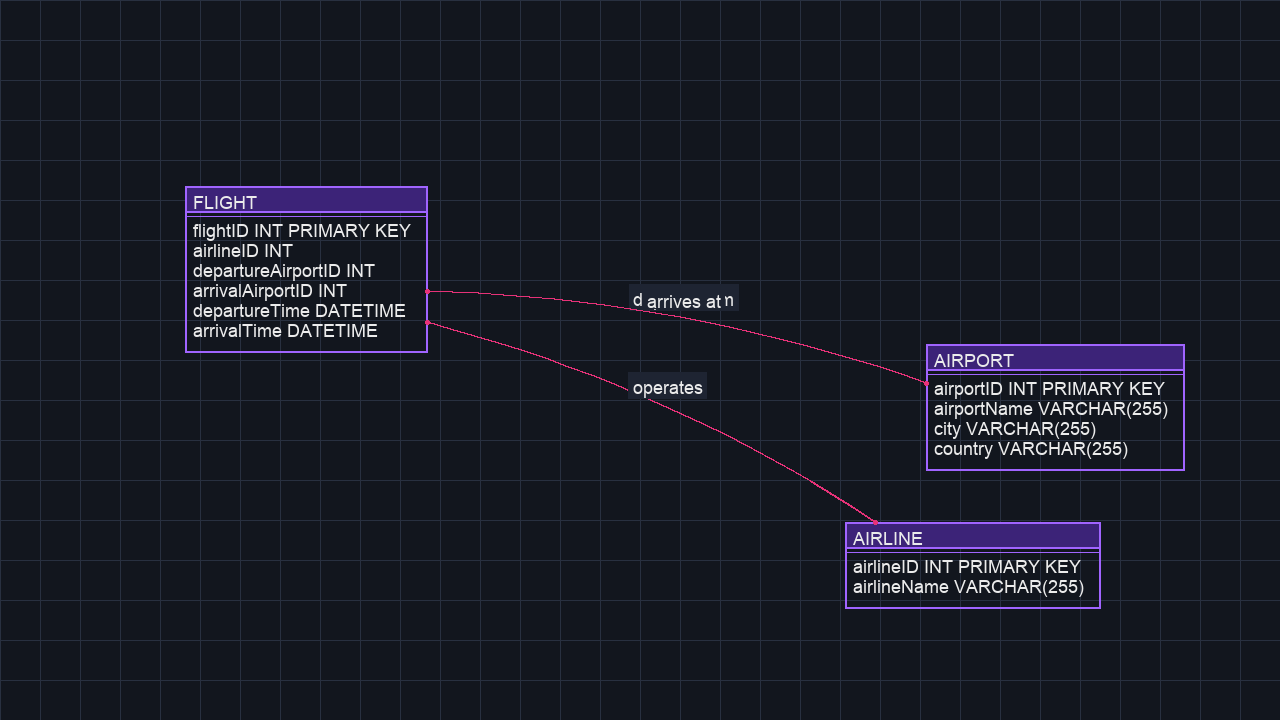 FLIGHT
flightID INT PRIMARY KEY
airlineID INT
departureAirportID INT
arrivalAirportID INT
departureTime DATETIME
arrivalTime DATETIME
arrives at
operates
AIRPORT
airportID INT PRIMARY KEY
airportName VARCHAR(255)
city VARCHAR(255)
country VARCHAR(255)
AIRLINE
airlineID INT PRIMARY KEY
airlineName VARCHAR(255)